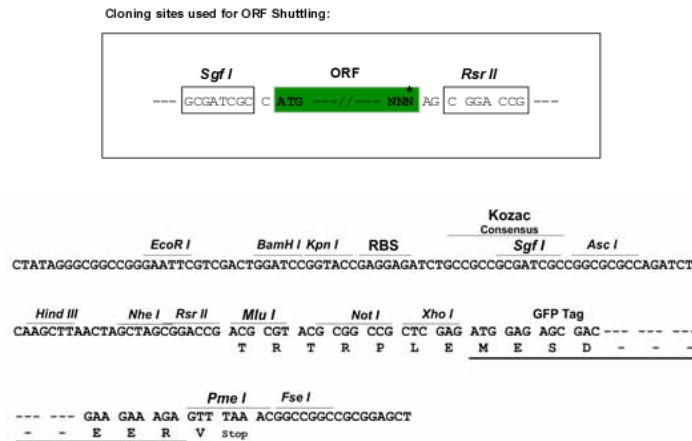 Cloning sites used for ORF Shuttling:
Sgf I ORF Rsr II
--- GCGATCGC C ATG ---//--- NNN* AG C GGA CCG ---
Kozac
Consensus
EcoR I BamH I Kpn I RBS Sgf I Asc I
CTATAGGGCGGCCGGGAATTCGTCGACTGGATCCGGTACCGAGGAGATCTGCCGCCGCGATCGCCGGCGCGCCAGATCT
Hind III Nhe I Rsr II Mlu I Not I Xho I GFP Tag
CAAGCTTAACTAGCTAGCGGACCG ACG CGT ACG CGG CCG CTC GAG ATG GAG AGC GAC--- --- ---
T R T R P L E M E S D - - -
Pme I Fse I
--- --- GAA GAA AGA GTT TAA ACGGCCGGCCGCGGAGCT
- - E E R V Stop